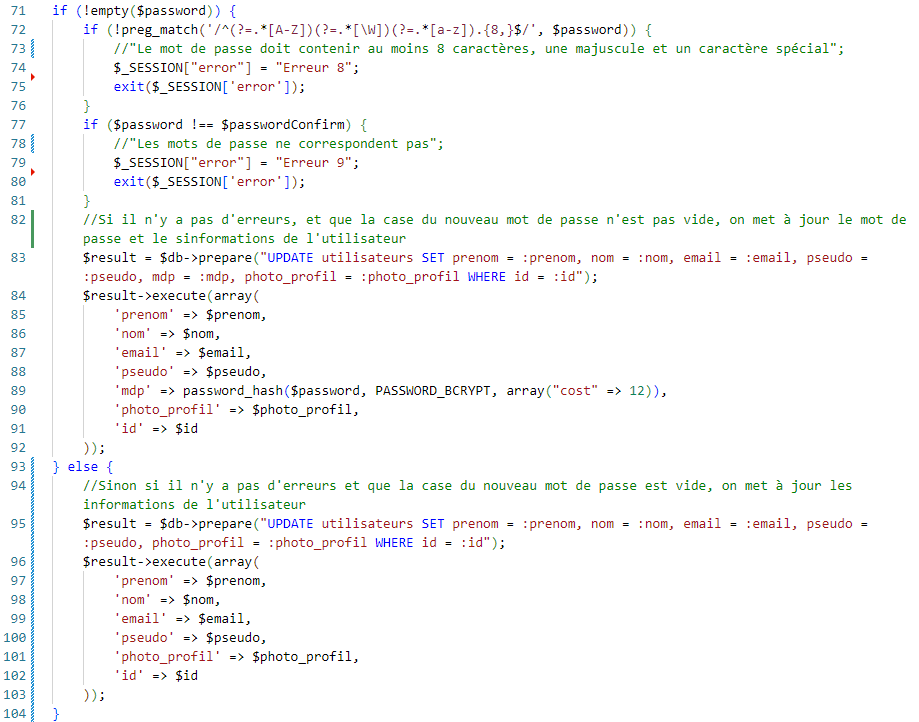 71 if (!empty($password)) {
72 if (!preg_match('/^(?=.*[A-Z])(?=.*[\W])(?=.*[a-z]).{8,}$/', $password)) {
73 //"Le mot de passe doit contenir au moins 8 caractères, une majuscule et un caractère spécial";
74 $_SESSION["error"] = "Erreur 8";
75 exit($_SESSION['error']);
76 }
77 if ($password !== $passwordConfirm) {
78 //"Les mots de passe ne correspondent pas";
79 $_SESSION["error"] = "Erreur 9";
80 exit($_SESSION['error']);
81 }
82 //Si il n'y a pas d'erreurs, et que la case du nouveau mot de passe n'est pas vide, on met à jour le mot de
passe et le sinformations de l'utilisateur
83 $result = $db->prepare("UPDATE utilisateurs SET prenom = :prenom, nom = :nom, email = :email, pseudo =
:pseudo, mdp = :mdp, photo_profil = :photo_profil WHERE id = :id");
84 $result->execute(array(
85 'prenom' => $prenom,
86 'nom' => $nom,
87 'email' => $email,
88 'pseudo' => $pseudo,
89 'mdp' => password_hash($password, PASSWORD_BCRYPT, array("cost" => 12)),
90 'photo_profil' => $photo_profil,
91 'id' => $id
92 ));
93 } else {
94 //Sinon si il n'y a pas d'erreurs et que la case du nouveau mot de passe est vide, on met à jour les
informations de l'utilisateur
95 $result = $db->prepare("UPDATE utilisateurs SET prenom = :prenom, nom = :nom, email = :email, pseudo =
:pseudo, photo_profil = :photo_profil WHERE id = :id");
96 $result->execute(array(
97 'prenom' => $prenom,
98 'nom' => $nom,
99 'email' => $email,
100 'pseudo' => $pseudo,
101 'photo_profil' => $photo_profil,
102 'id' => $id
103 ));
104 }